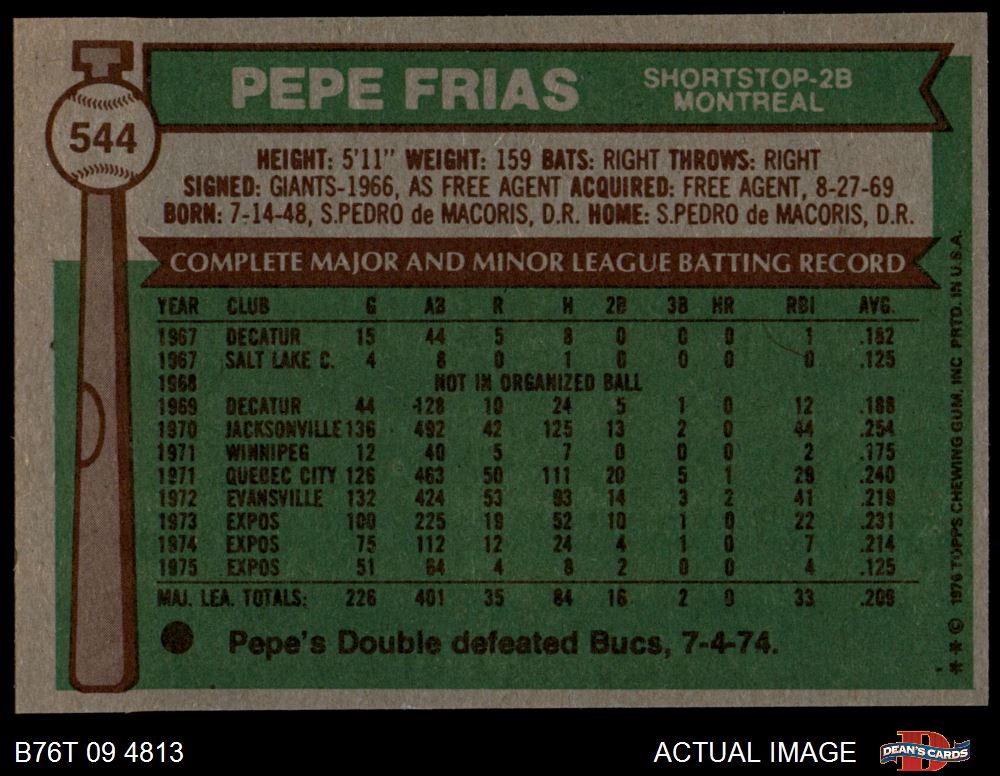 544
PEPE FRIAS
SHORTSTOP-2B
MONTREAL
HEIGHT: 5'11" WEIGHT: 159 BATS: RIGHT THROWS: RIGHT
SIGNED: GIANTS-1966, AS FREE AGENT ACQUIRED: FREE AGENT, 8-27-69
BORN: 7-14-48, S.PEDRO de MACORIS, D.R. HOME: S.PEDRO de MACORIS, D.R.
COMPLETE MAJOR AND MINOR LEAGUE BATTING RECORD
YEAR CLUB G AB R H 2B 3B HR RBI AVG.
1967 DECATUR 15 44 5 8 0 0 0 1 .182
1967 SALT LAKE C. 4 8 0 1 0 0 0 0 .125
1968 NOT IN ORGANIZED BALL
1969 DECATUR 44 128 10 24 5 1 0 12 .188
1970 JACKSONVILLE 136 492 42 125 13 2 0 44 .254
1971 WINNIPEG 12 40 5 7 0 0 0 2 .175
1971 QUEBEC CITY 126 463 50 111 20 5 1 29 .240
1972 EVANSVILLE 132 424 53 93 14 3 2 41 .219
1973 EXPOS 100 225 19 52 10 1 0 22 .231
1974 EXPOS 75 112 12 24 4 1 0 7 .214
1975 EXPOS 51 64 4 8 2 0 0 4 .125
MAJ. LEA. TOTALS: 226 401 35 84 16 2 0 33 .209
Pepe's Double defeated Bucs, 7-4-74.
** © 1976 TOPPS CHEWING GUM, INC. PRTD. IN U.S.A.
B76T 09 4813
ACTUAL IMAGE
DEAN'S CARDS